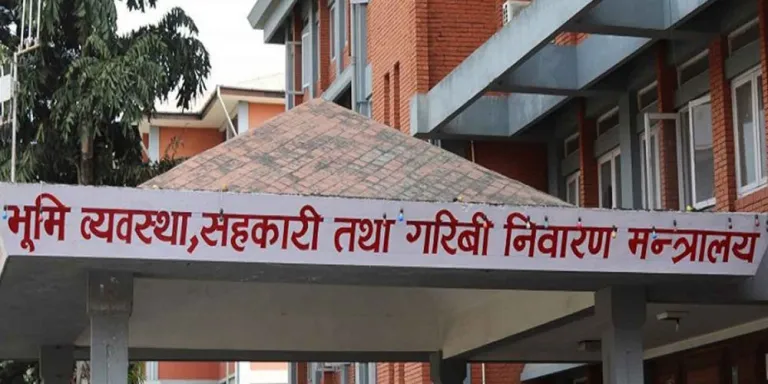 भूमि व्यवस्था,सहकारी तथा गरिबी निवारण मन्त्रालय